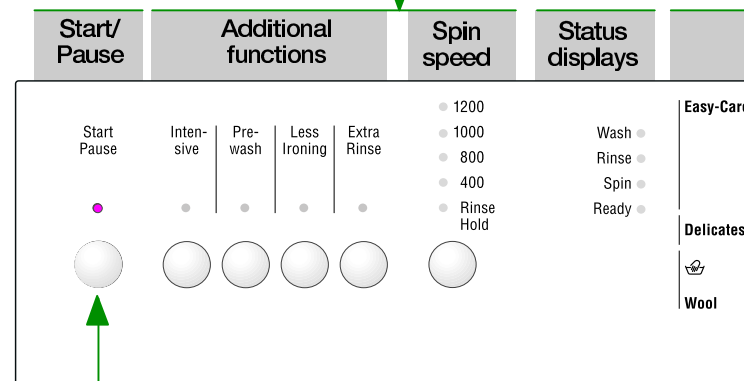 Start/
Pause
Additional
functions
Spin
speed
Status
displays
Start
Pause
Inten-
sive
Pre-
wash
Less
Ironing
Extra
Rinse
1200
1000
800
400
Rinse
Hold
Wash
Rinse
Spin
Ready
Easy-Care
Delicates
Wool